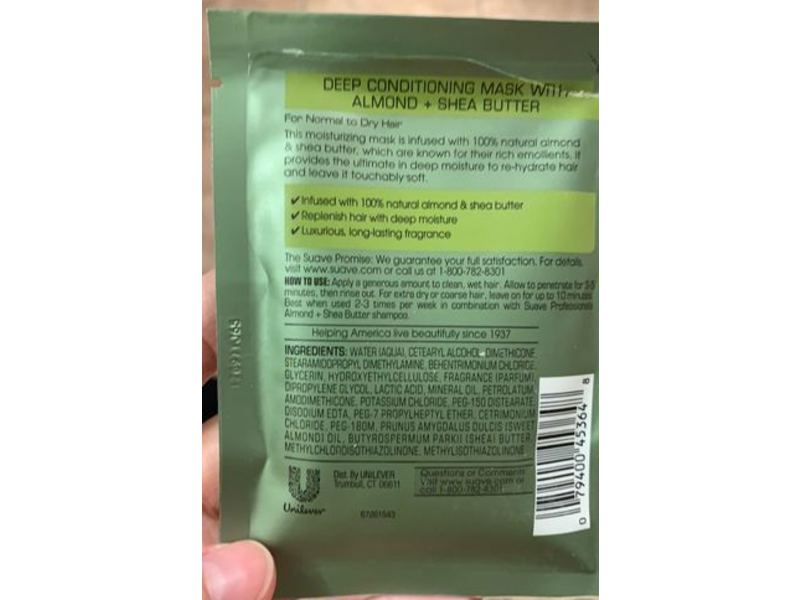 DEEP CONDITIONING MASK WITH
ALMOND + SHEA BUTTER
For Normal to Dry Hair
This moisturizing mask is infused with 100% natural almond
& shea butter, which are known for their rich emollients. It
provides the ultimate in deep moisture to re-hydrate hair
and leave it touchably soft.
✔ Infused with 100% natural almond & shea butter
✔ Replenish hair with deep moisture
✔ Luxurious, long-lasting fragrance
The Suave Promise: We guarantee your full satisfaction. For details
visit www.suave.com or call us at 1-800-782-8301
HOW TO USE: Apply a generous amount to clean, wet hair. Allow to penetrate for 3-5
minutes, then rinse out. For extra dry or coarse hair, leave on for up to 10 minutes.
Best when used 2-3 times per week in combination with Suave Professionals
Almond + Shea Butter shampoo.
Helping America live beautifully since 1937
INGREDIENTS: WATER (AQUA), CETEARYL ALCOHOL, DIMETHICONE,
STEARAMIDOPROPYL DIMETHYLAMINE, BEHENTRIMONIUM CHLORIDE,
GLYCERIN, HYDROXYETHYLCELLULOSE, FRAGRANCE (PARFUM),
DIPROPYLENE GLYCOL, LACTIC ACID, MINERAL OIL, PETROLATUM,
AMODIMETHICONE, POTASSIUM CHLORIDE, PEG-150 DISTEARATE,
DISODIUM EDTA, PEG-7 PROPYLHEPTYL ETHER, CETRIMONIUM
CHLORIDE, PEG-180M, PRUNUS AMYGDALUS DULCIS (SWEET
ALMOND) OIL, BUTYROSPERMUM PARKII (SHEA) BUTTER,
METHYLCHLOROISOTHIAZOLINONE, METHYLISOTHIAZOLINONE
Unilever
Dist. By UNILEVER
Trumbull, CT 06611
Questions or Comments
Visit www.suave.com or
call 1-800-782-8301
0 79400 45364 8